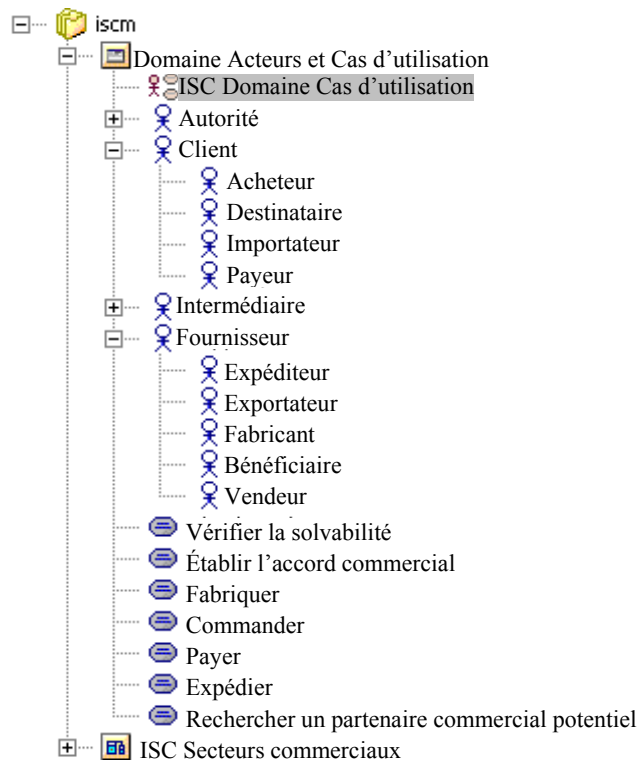 iscm
Domaine Acteurs et Cas d’utilisation
ISC Domaine Cas d’utilisation
Autorité
Client
Acheteur
Destinataire
Importateur
Payeur
Intermédiaire
Fournisseur
Expéditeur
Exportateur
Fabricant
Bénéficiaire
Vendeur
Vérifier la solvabilité
Établir l’accord commercial
Fabriquer
Commander
Payer
Expédier
Rechercher un partenaire commercial potentiel
ISC Secteurs commerciaux